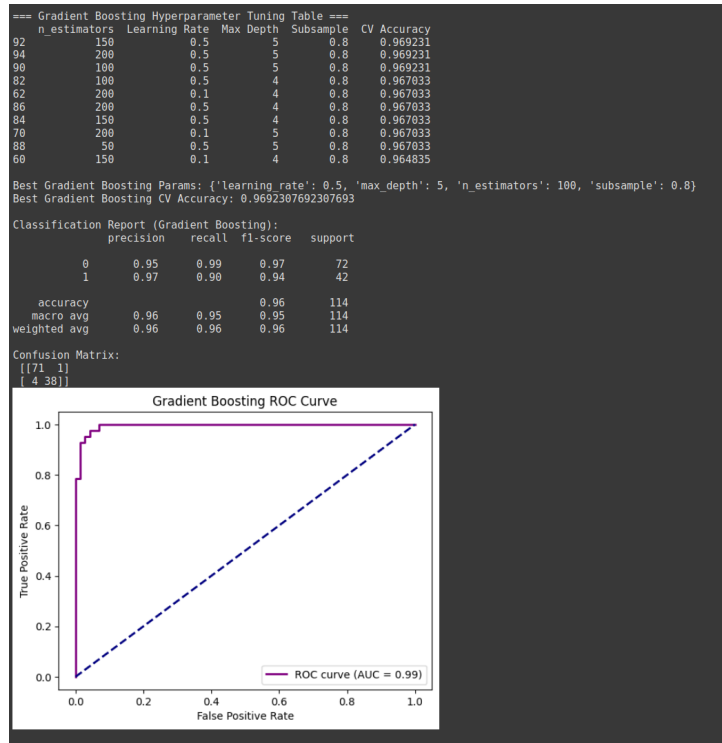 === Gradient Boosting Hyperparameter Tuning Table ===
n_estimators Learning Rate Max Depth Subsample CV Accuracy
92 150 0.5 5 0.8 0.969231
94 200 0.5 5 0.8 0.969231
90 100 0.5 5 0.8 0.969231
82 100 0.5 4 0.8 0.967033
62 200 0.1 4 0.8 0.967033
86 200 0.5 4 0.8 0.967033
84 150 0.5 4 0.8 0.967033
70 200 0.1 5 0.8 0.967033
88 50 0.5 5 0.8 0.967033
60 150 0.1 4 0.8 0.964835
Best Gradient Boosting Params: {'learning_rate': 0.5, 'max_depth': 5, 'n_estimators': 100, 'subsample': 0.8}
Best Gradient Boosting CV Accuracy: 0.9692307692307693
Classification Report (Gradient Boosting):
precision recall f1-score support
0 0.95 0.99 0.97 72
1 0.97 0.90 0.94 42
accuracy 0.96 114
macro avg 0.96 0.95 0.95 114
weighted avg 0.96 0.96 0.96 114
Confusion Matrix:
[[71 1]
[ 4 38]]
Gradient Boosting ROC Curve
1.0
0.8
0.6
0.4
0.2
0.0
True Positive Rate
ROC curve (AUC = 0.99)
0.0 0.2 0.4 0.6 0.8 1.0
False Positive Rate